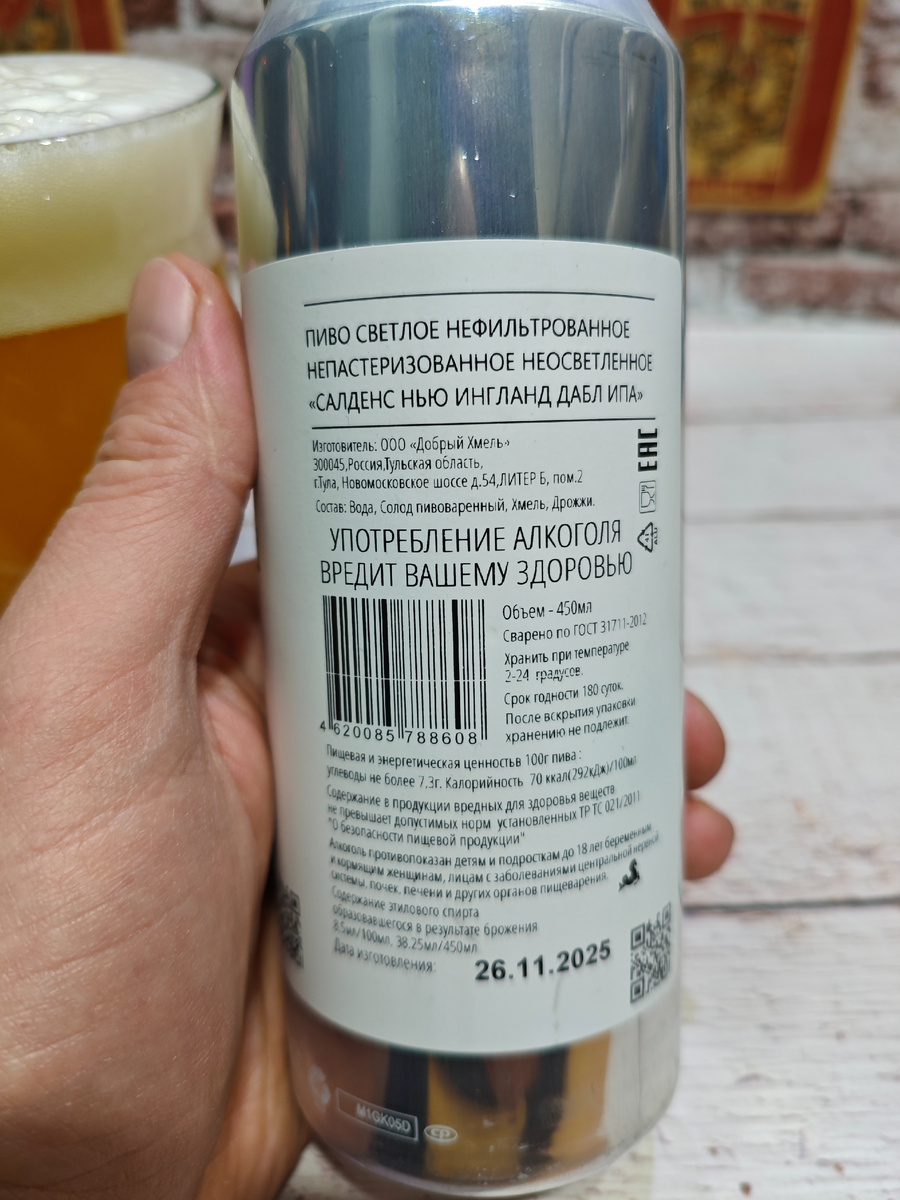 ПИВО СВЕТЛОЕ НЕФИЛЬТРОВАННОЕ
НЕПАСТЕРИЗОВАННОЕ НЕОСВЕТЛЕННОЕ
«САЛДЕНС НЬЮ ИНГЛАНД ДАБЛ ИПА»
Изготовитель: ООО «Добрый Хмель»
300045,Россия,Тульская область,
г.Тула, Новомосковское шоссе д.54,ЛИТЕР Б, пом.2
Состав: Вода, Солод пивоваренный, Хмель, Дрожжи.
EAC
УПОТРЕБЛЕНИЕ АЛКОГОЛЯ
ВРЕДИТ ВАШЕМУ ЗДОРОВЬЮ
41
ALU
Объем - 450мл
Сварено по ГОСТ 31711-2012
Хранить при температуре
2-24 градусов.
Срок годности 180 суток.
После вскрытия упаковки
хранению не подлежит.
4 620085 788608
Пищевая и энергетическая ценностьв 100г пива :
углеводы не более 7,3г. Калорийность 70 ккал(292кДж)/100мл
Содержание в продукции вредных для здоровья веществ
не превышает допустимых норм установленных ТР ТС 021/2011
"О безопасности пищевой продукции"
Алкоголь противопоказан детям и подросткам до 18 лет беременным
и кормящим женщинам, лицам с заболеваниями центральной нервной
системы, почек, печени и других органов пищеварения.
Содержание этилового спирта
образовавшегося в результате брожения
8.5мл/100мл, 38.25мл/450мл
Дата изготовления:
26.11.2025
M1GK05D